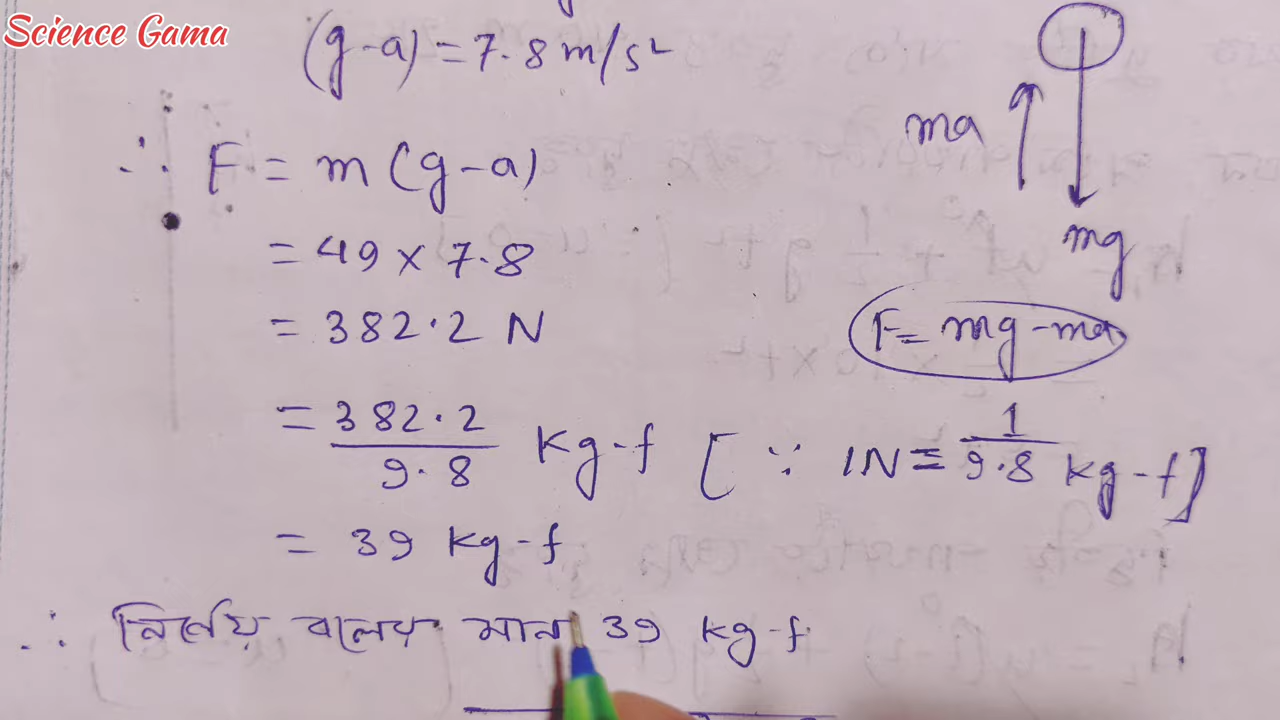 Science Gama
(g-a) = 7.8 m/s²
∴ F = m (g-a)
= 49 × 7.8
= 382.2 N
= 382.2 / 9.8 Kg-f [∵ 1N = 1 / 9.8 kg-f]
= 39 kg-f
∴ নির্ণেয় বলের মান 39 kg-f
ma
mg
F = mg - ma